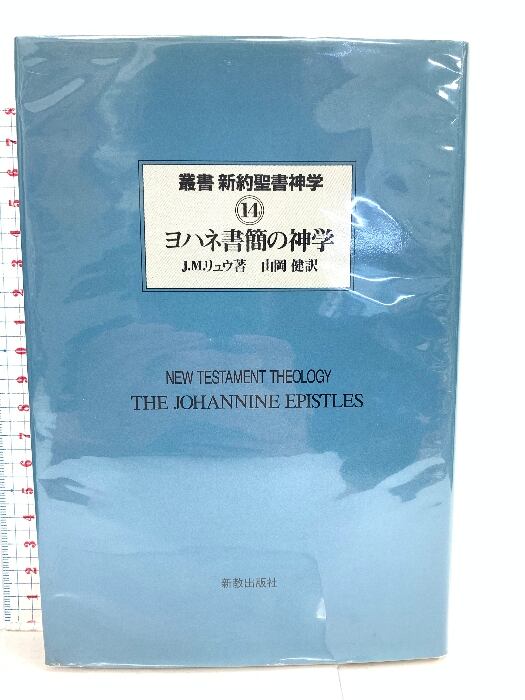 叢書 新約聖書神学
14
ヨハネ書簡の神学
J.M.リュウ著 山岡 健訳
NEW TESTAMENT THEOLOGY
THE JOHANNINE EPISTLES
新教出版社